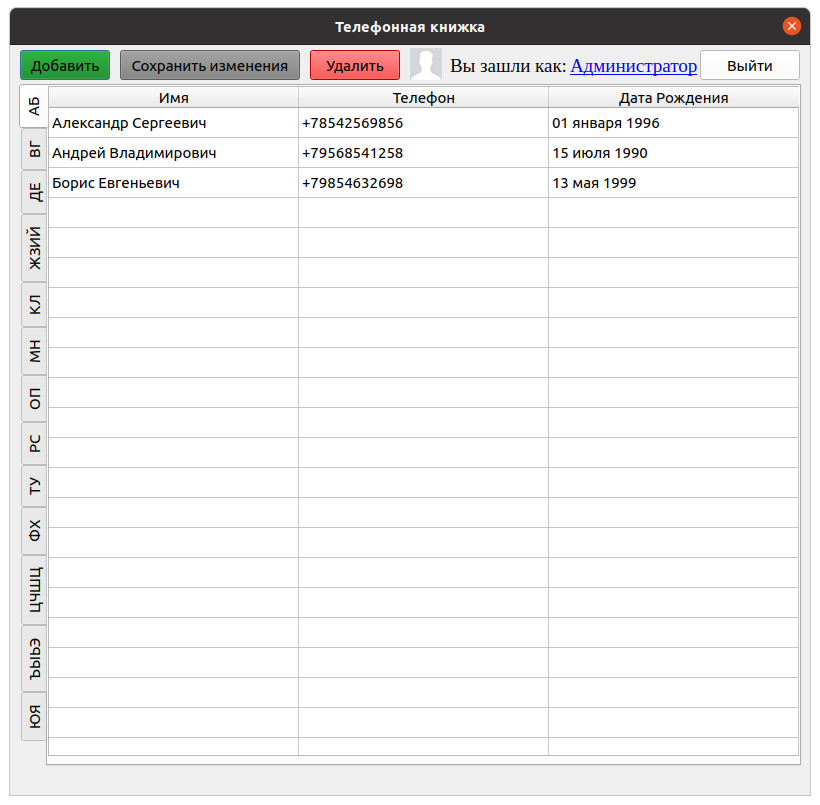 Телефонная книжка
Добавить Сохранить изменения Удалить Вы зашли как: Администратор Выйти
Имя Телефон Дата Рождения
Александр Сергеевич +78542569856 01 января 1996
Андрей Владимирович +79568541258 15 июля 1990
Борис Евгеньевич +79854632698 13 мая 1999
АБ
ВГ
ДЕ
ЖЗИЙ
КЛ
МН
ОП
РС
ТУ
ФХ
ЦЧШЩ
ЪЫЬЭ
ЮЯ